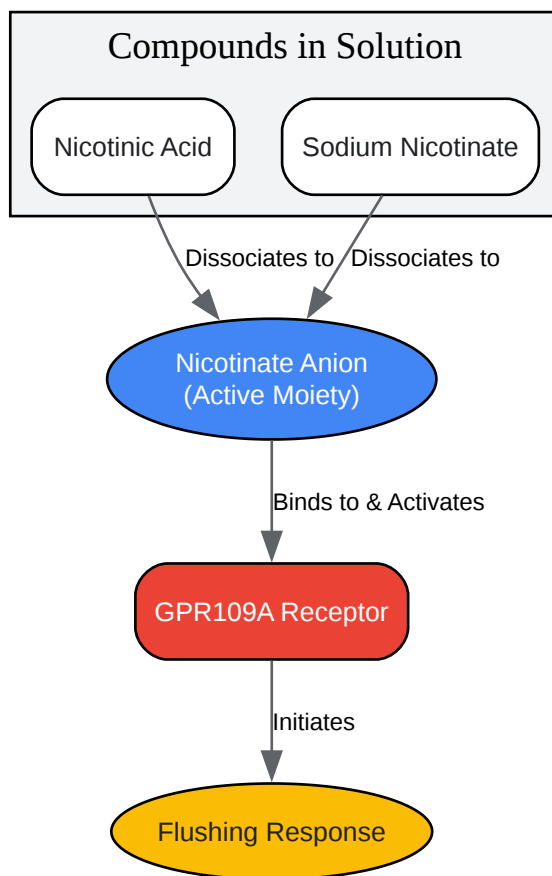 Compounds in Solution
Nicotinic Acid
Sodium Nicotinate
Dissociates to
Dissociates to
Nicotinate Anion
(Active Moiety)
Binds to & Activates
GPR109A Receptor
Initiates
Flushing Response